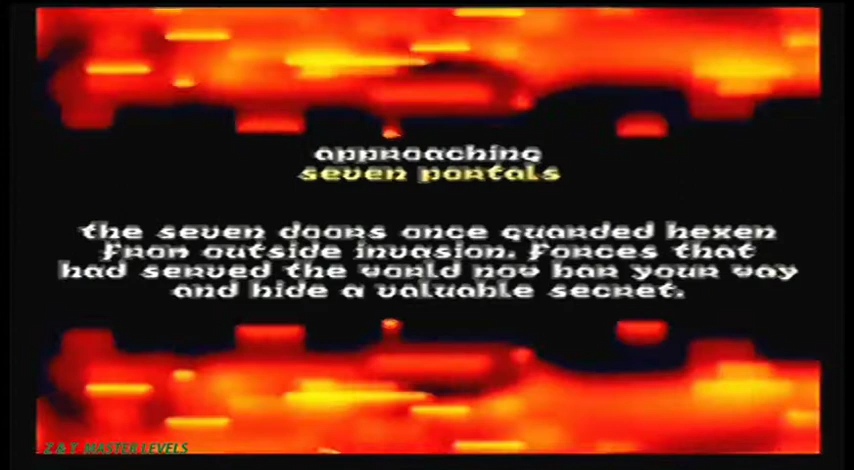 approaching
seven portals
the seven doors once guarded hexen
from outside invasion. forces that
had served the world now bar your way
and hide a valuable secret.
Z & Y MASTER LEVELS